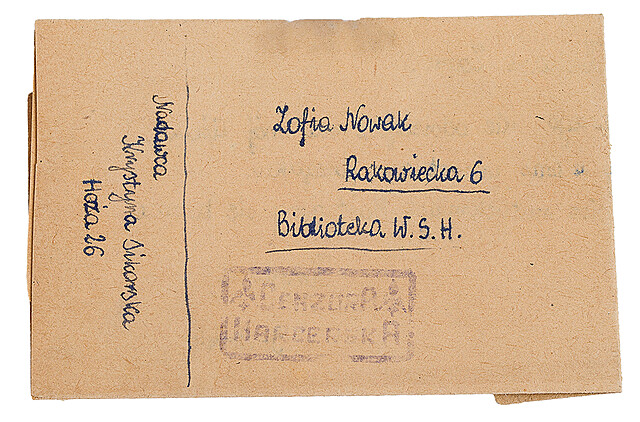 Nadawca
Krystyna Sikorska
Hoża 26
Zofia Nowak
Rakowiecka 6
Biblioteka W. S. H.
CENZURA
HARCERSKA